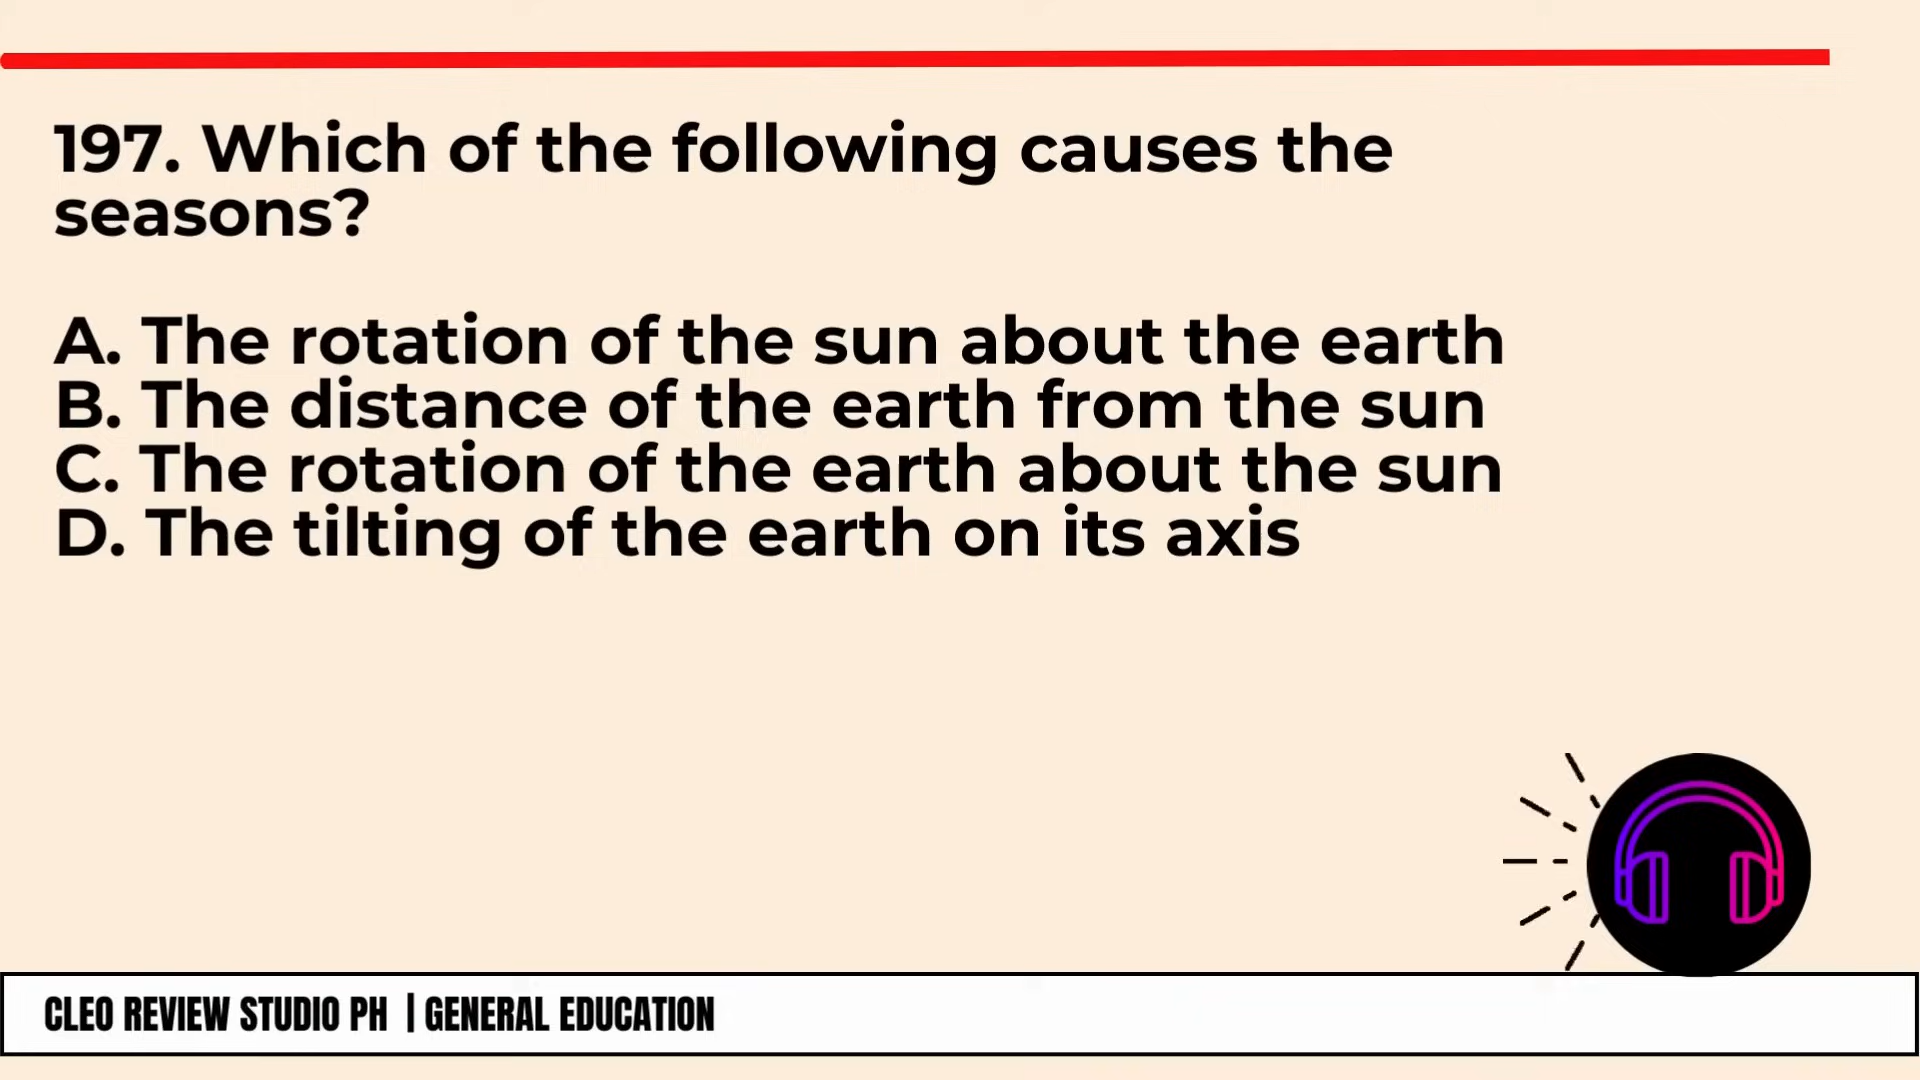 197. Which of the following causes the
seasons?
A. The rotation of the sun about the earth
B. The distance of the earth from the sun
C. The rotation of the earth about the sun
D. The tilting of the earth on its axis
CLEO REVIEW STUDIO PH | GENERAL EDUCATION